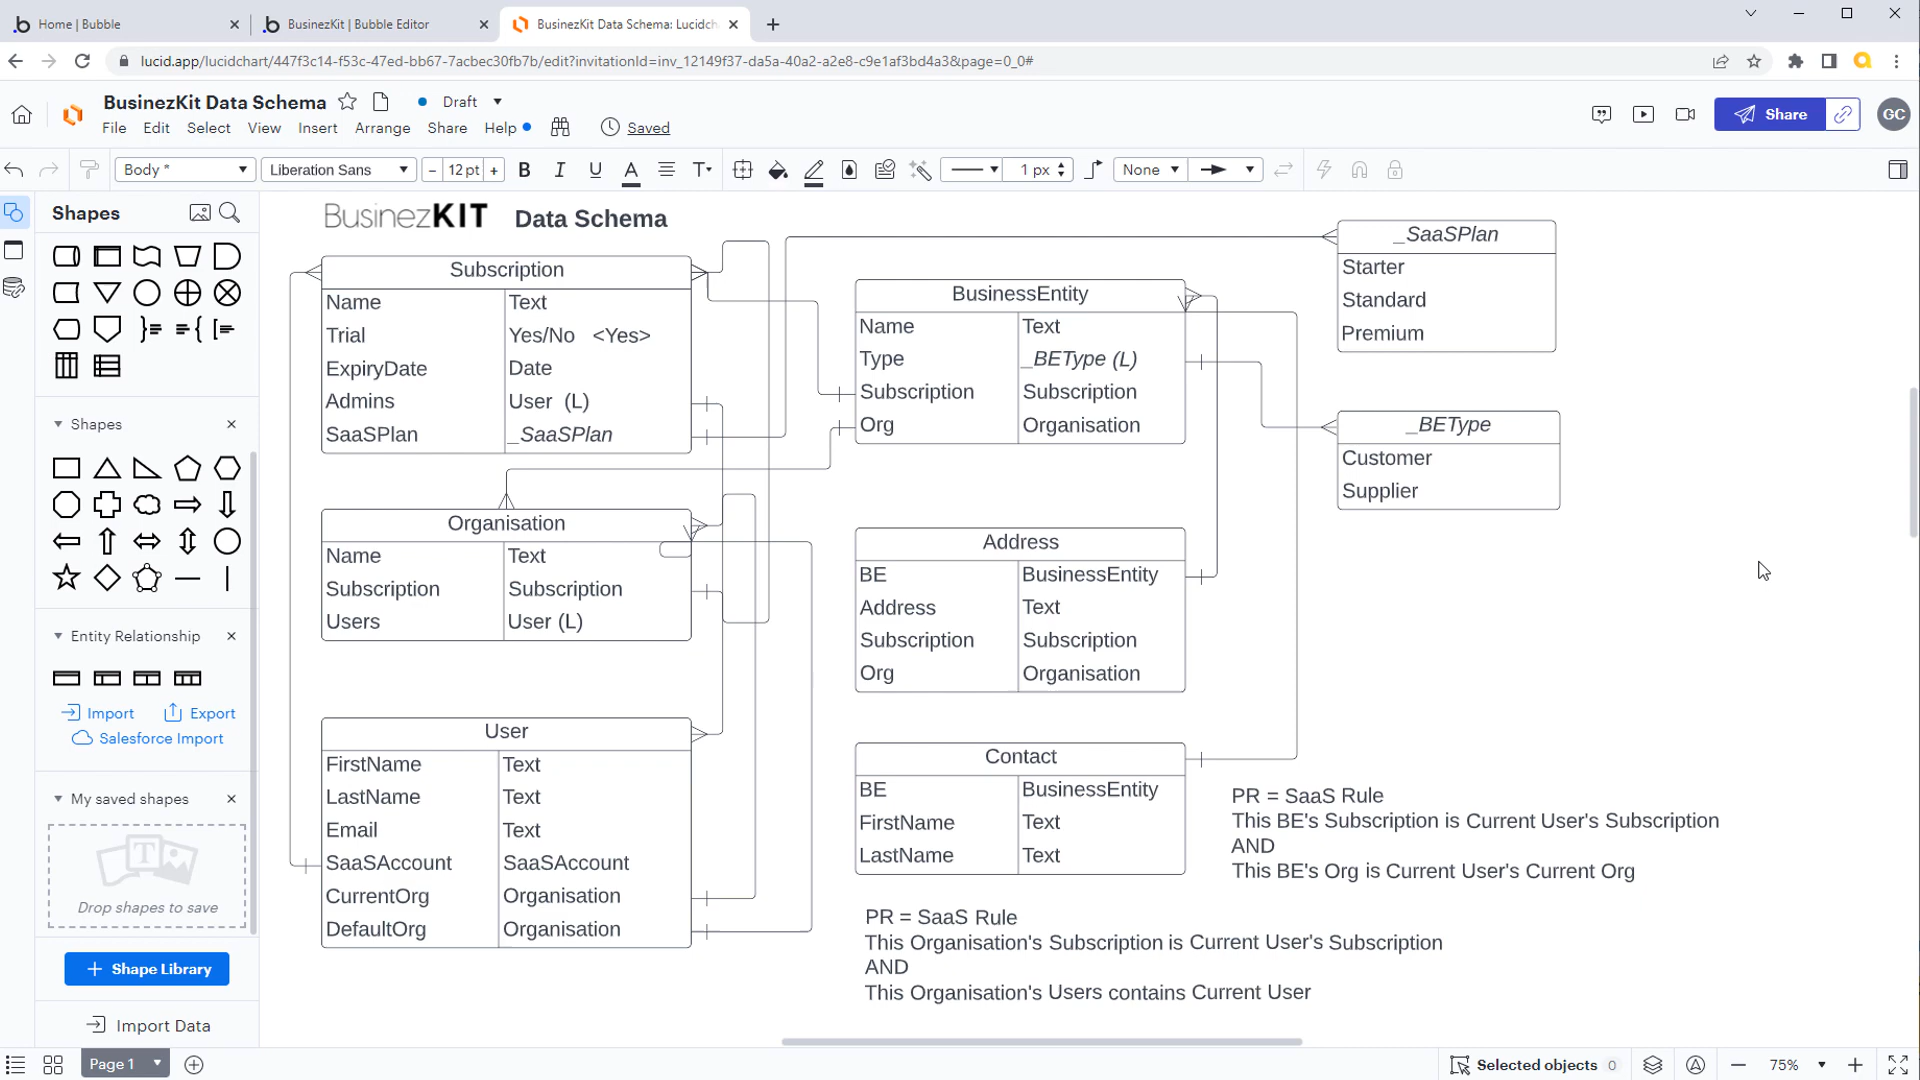 Home | Bubble
BusinezKit | Bubble Editor
BusinezKit Data Schema: Lucidch
lucid.app/lucidchart/447f3c14-f53c-47ed-bb67-7acbec30fb7b/edit?invitationId=inv_12149f37-da5a-40a2-a2e8-c9e1af3bd4a3&page=0_0#
BusinezKit Data Schema
Draft
File Edit Select View Insert Arrange Share Help
Saved
Share
GC
Body *
Liberation Sans
12 pt
B I U A
1 px
None
Shapes
Shapes
Entity Relationship
Import
Export
Salesforce Import
My saved shapes
Drop shapes to save
Shape Library
Import Data
BusinezKIT Data Schema
Subscription
Name Text
Trial Yes/No <Yes>
ExpiryDate Date
Admins User (L)
SaaSPlan _SaaSPlan
Organisation
Name Text
Subscription Subscription
Users User (L)
User
FirstName Text
LastName Text
Email Text
SaaSAccount SaaSAccount
CurrentOrg Organisation
DefaultOrg Organisation
BusinessEntity
Name Text
Type _BEType (L)
Subscription Subscription
Org Organisation
Address
BE BusinessEntity
Address Text
Subscription Subscription
Org Organisation
Contact
BE BusinessEntity
FirstName Text
LastName Text
_SaaSPlan
Starter
Standard
Premium
_BEType
Customer
Supplier
PR = SaaS Rule
This BE's Subscription is Current User's Subscription
AND
This BE's Org is Current User's Current Org
PR = SaaS Rule
This Organisation's Subscription is Current User's Subscription
AND
This Organisation's Users contains Current User
Page 1
Selected objects 0
75%